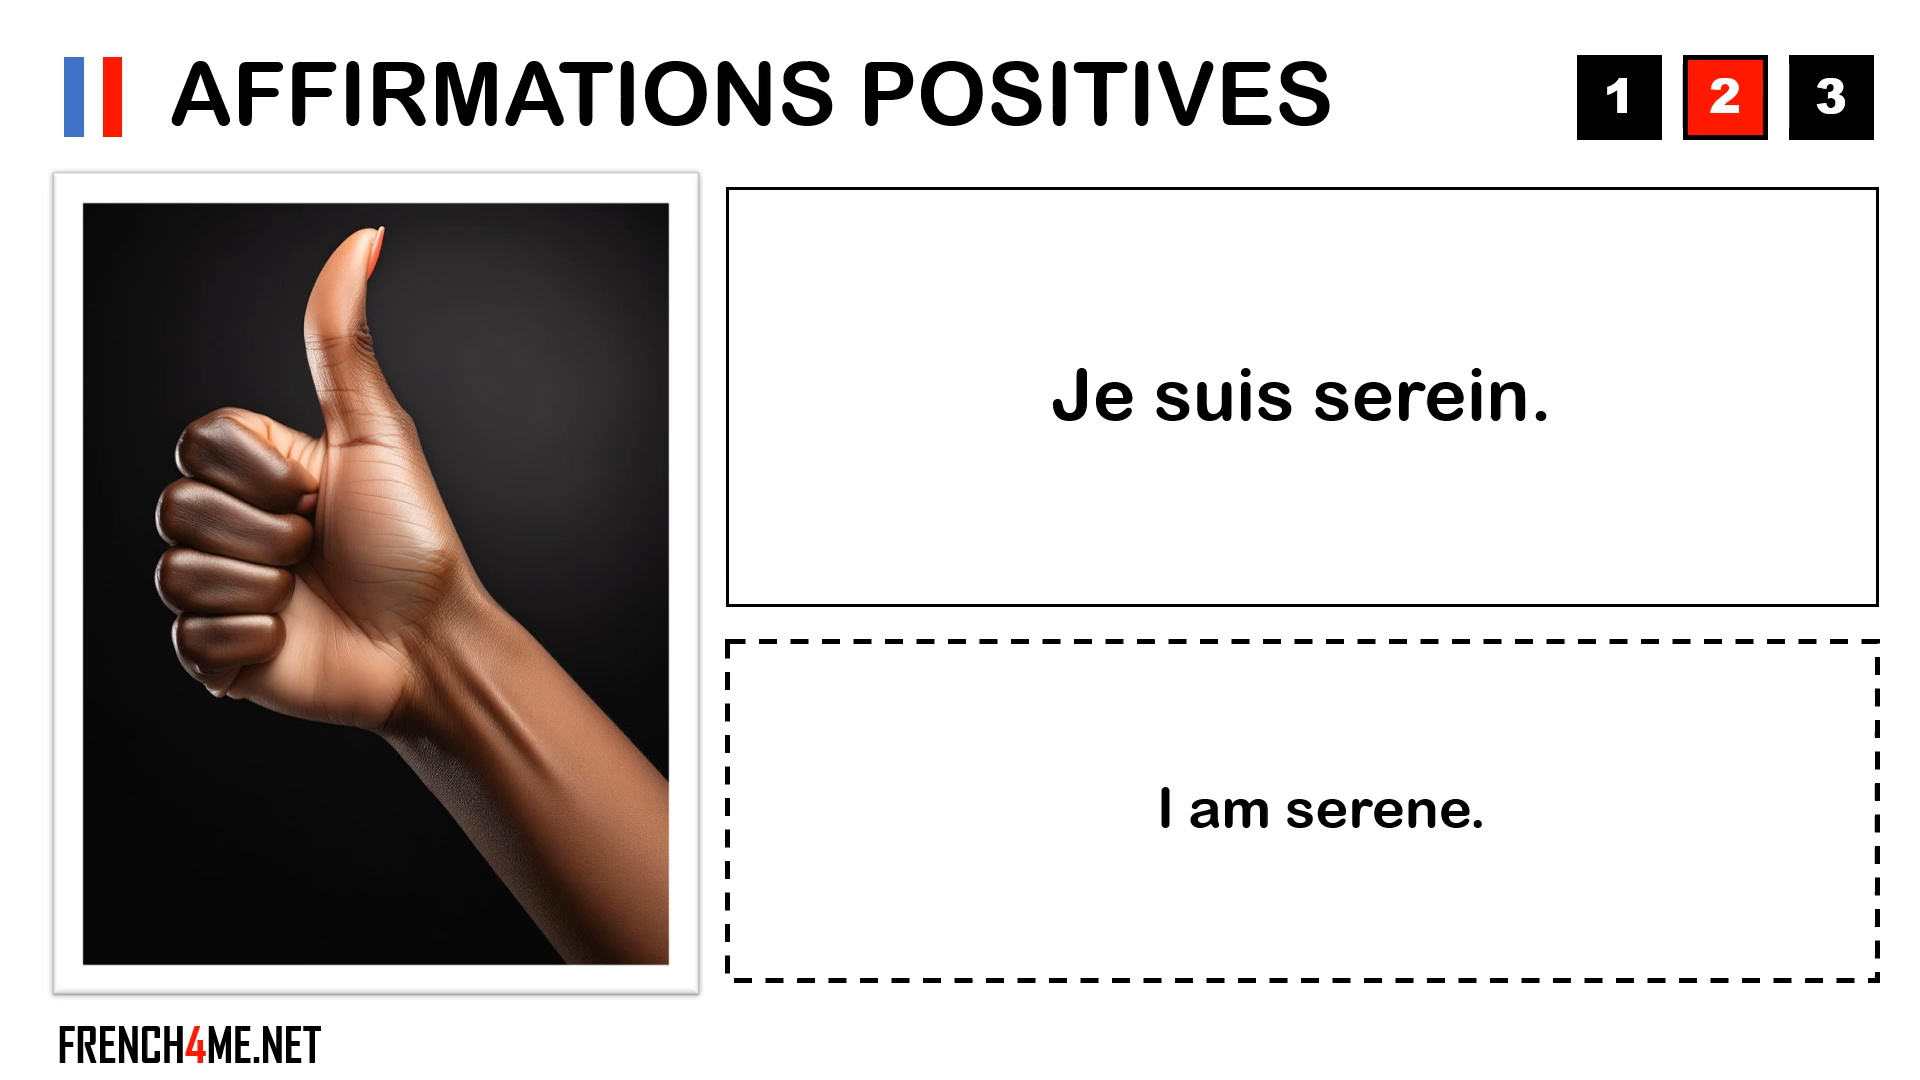 AFFIRMATIONS POSITIVES
1 2 3
Je suis serein.
I am serene.
FRENCH4ME.NET